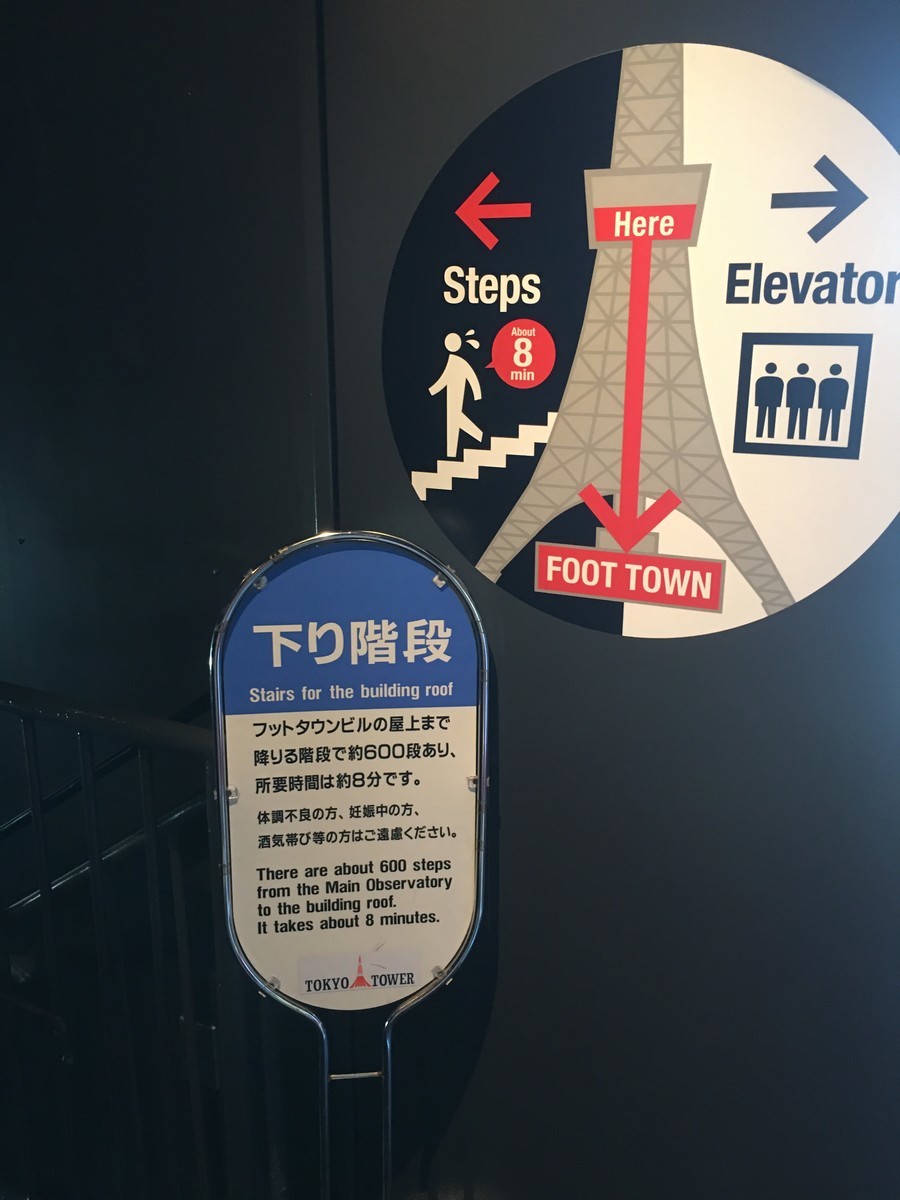 Here
Steps
About
8
min
Elevator
FOOT TOWN
下り階段
Stairs for the building roof
フットタウンビルの屋上まで
降りる階段で約600段あり、
所要時間は約8分です。
体調不良の方、妊娠中の方、
酒気帯び等の方はご遠慮ください。
There are about 600 steps
from the Main Observatory
to the building roof.
It takes about 8 minutes.
TOKYO TOWER